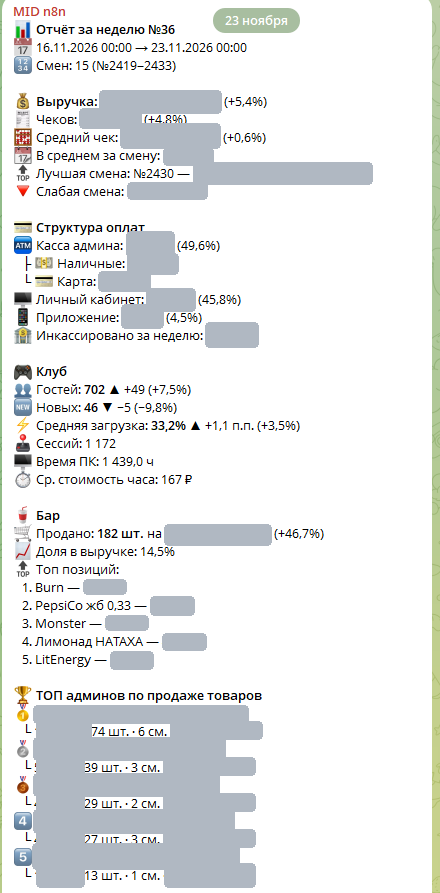 MID n8n
23 ноября
Отчёт за неделю №36
16.11.2026 00:00 → 23.11.2026 00:00
Смен: 15 (№2419–2433)
Выручка: (+5,4%)
Чеков: (+4,8%)
Средний чек: (+0,6%)
В среднем за смену:
Лучшая смена: №2430 —
Слабая смена:
Структура оплат
Касса админа: (49,6%)
Наличные:
Карта:
Личный кабинет: (45,8%)
Приложение: (4,5%)
Инкассировано за неделю:
Клуб
Гостей: 702 ▲ +49 (+7,5%)
Новых: 46 ▼ −5 (−9,8%)
Средняя загрузка: 33,2% ▲ +1,1 п.п. (+3,5%)
Сессий: 1 172
Время ПК: 1 439,0 ч
Ср. стоимость часа: 167 ₽
Бар
Продано: 182 шт. на (+46,7%)
Доля в выручке: 14,5%
Топ позиций:
1. Burn —
2. PepsiCo жб 0,33 —
3. Monster —
4. Лимонад НАТАХА —
5. LitEnergy —
ТОП админов по продаже товаров
74 шт. · 6 см.
39 шт. · 3 см.
29 шт. · 2 см.
4
27 шт. · 3 см.
5
13 шт. · 1 см.